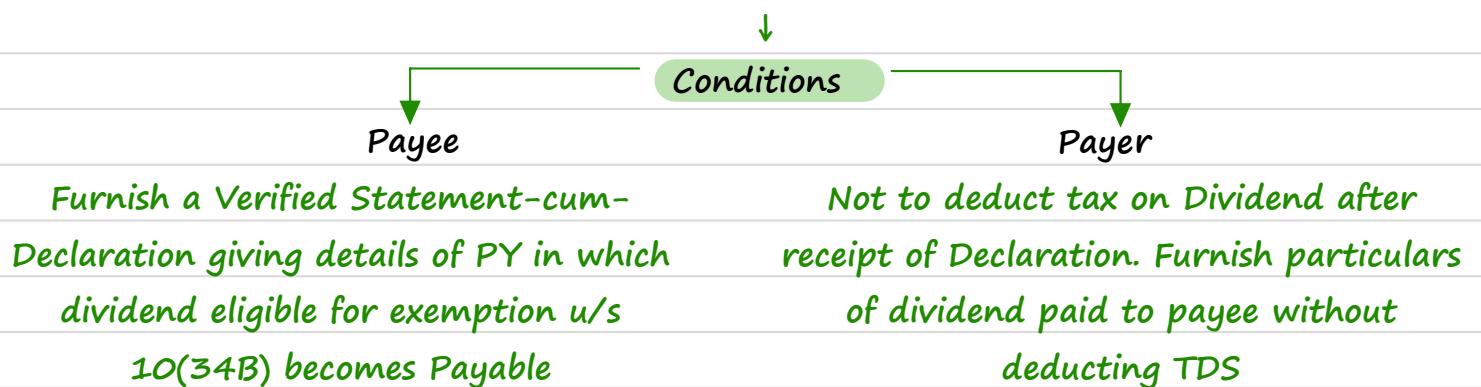 Conditions
Payee
Furnish a Verified Statement-cum-
Declaration giving details of PY in which
dividend eligible for exemption u/s
10(34B) becomes Payable
Payer
Not to deduct tax on Dividend after
receipt of Declaration. Furnish particulars
of dividend paid to payee without
deducting TDS